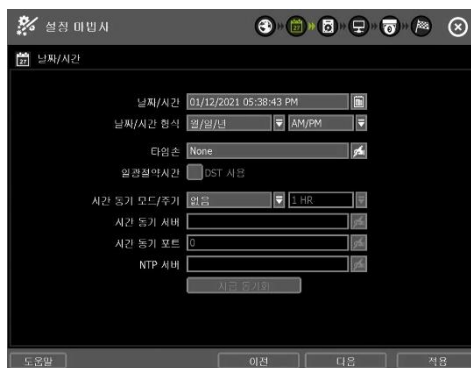 설정 마법사
27 날짜/시간
날짜/시간 01/12/2021 05:38:43 PM
날짜/시간 형식 월/일/년 AM/PM
타임존 None
일광절약시간 DST 사용
시간 동기 모드/주기 없음 1 HR
시간 동기 서버
시간 동기 포트 0
NTP 서버
지금 동기화
도움말 이전 다음 적용